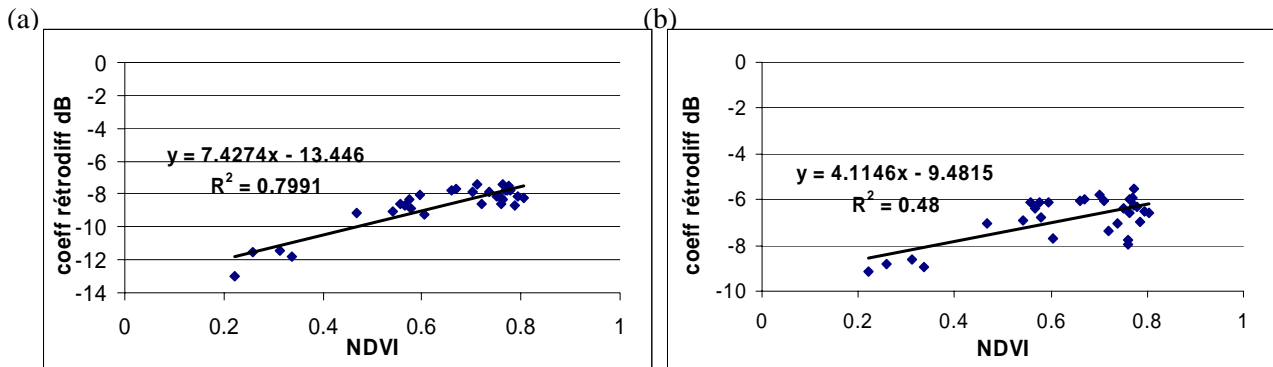 (a)
0
-2
-4
-6
-8
-10
-12
-14
coeff rétrodiff dB
y = 7.4274x - 13.446
R² = 0.7991
0 0.2 0.4 0.6 0.8 1
NDVI
(b)
0
-2
-4
-6
-8
-10
coeff rétrodiff dB
y = 4.1146x - 9.4815
R² = 0.48
0 0.2 0.4 0.6 0.8 1
NDVI